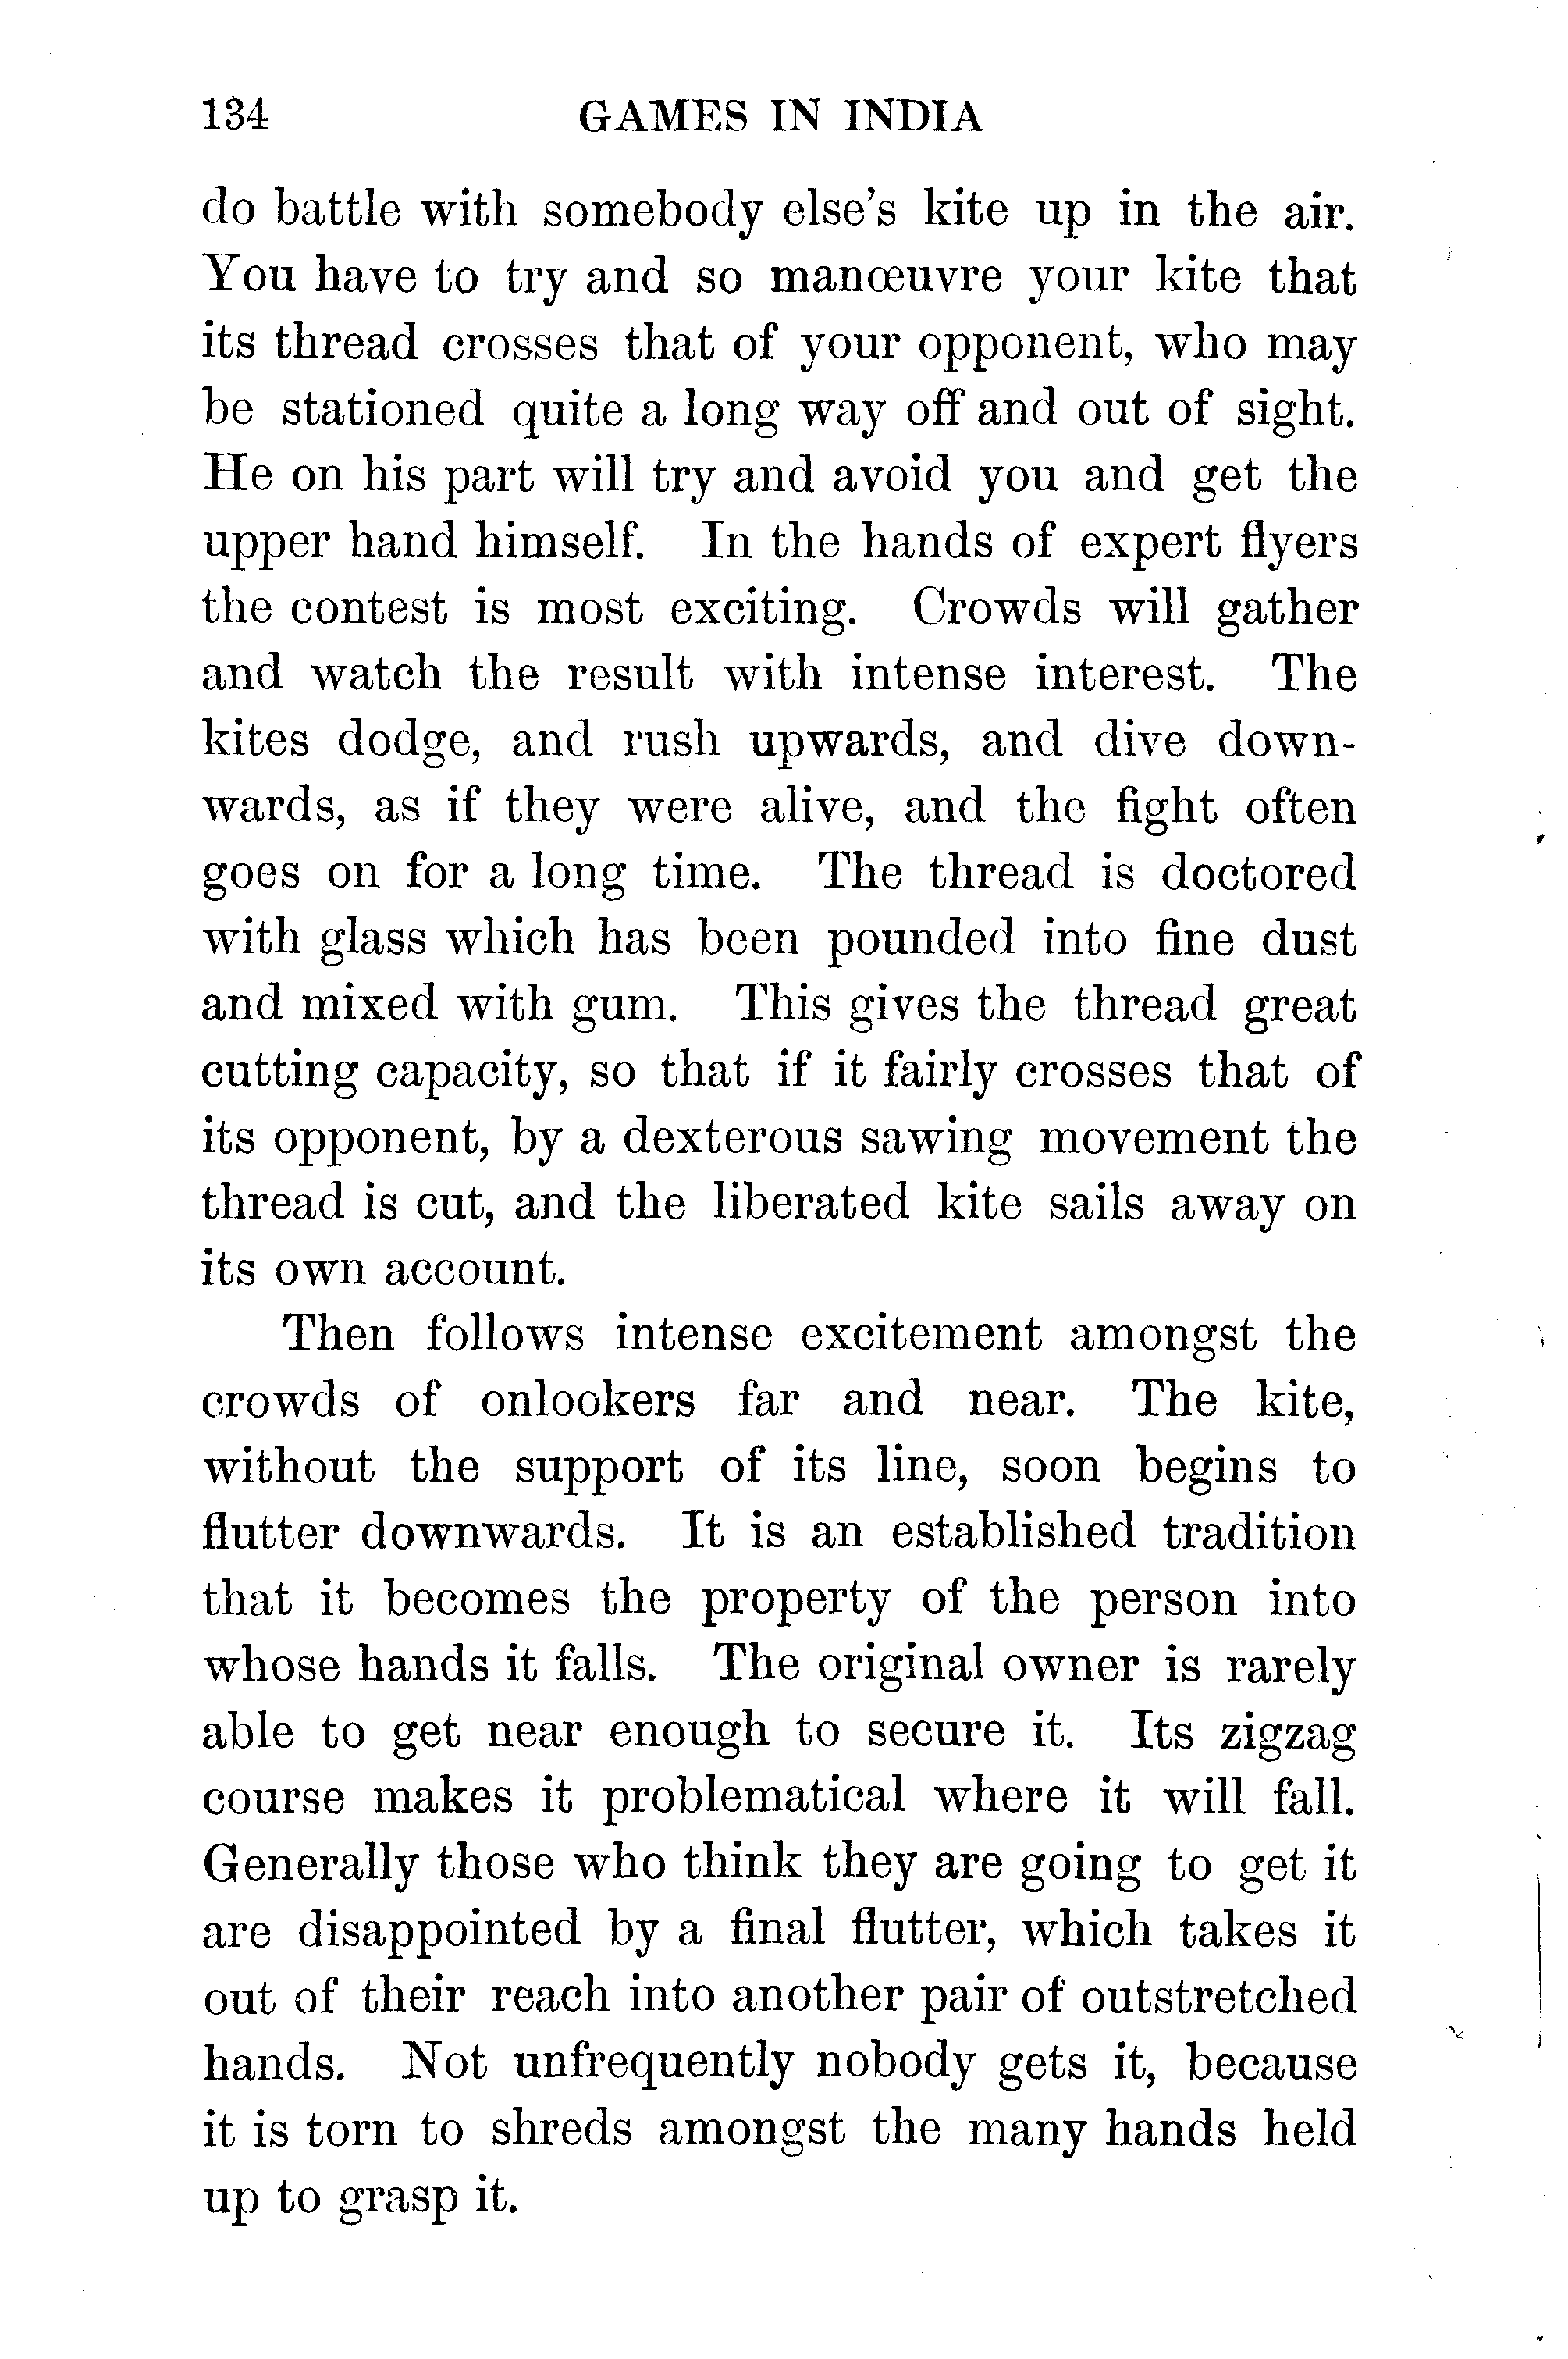 134 GAMES IN INDIA
do battle with somebody else's kite up in the air.
You have to try and so manœuvre your kite that
its thread crosses that of your opponent, who may
be stationed quite a long way off and out of sight.
He on his part will try and avoid you and get the
upper hand himself. In the hands of expert flyers
the contest is most exciting. Crowds will gather
and watch the result with intense interest. The
kites dodge, and rush upwards, and dive down-
wards, as if they were alive, and the fight often
goes on for a long time. The thread is doctored
with glass which has been pounded into fine dust
and mixed with gum. This gives the thread great
cutting capacity, so that if it fairly crosses that of
its opponent, by a dexterous sawing movement the
thread is cut, and the liberated kite sails away on
its own account.
Then follows intense excitement amongst the
crowds of onlookers far and near. The kite,
without the support of its line, soon begins to
flutter downwards. It is an established tradition
that it becomes the property of the person into
whose hands it falls. The original owner is rarely
able to get near enough to secure it. Its zigzag
course makes it problematical where it will fall.
Generally those who think they are going to get it
are disappointed by a final flutter, which takes it
out of their reach into another pair of outstretched
hands. Not unfrequently nobody gets it, because
it is torn to shreds amongst the many hands held
up to grasp it.